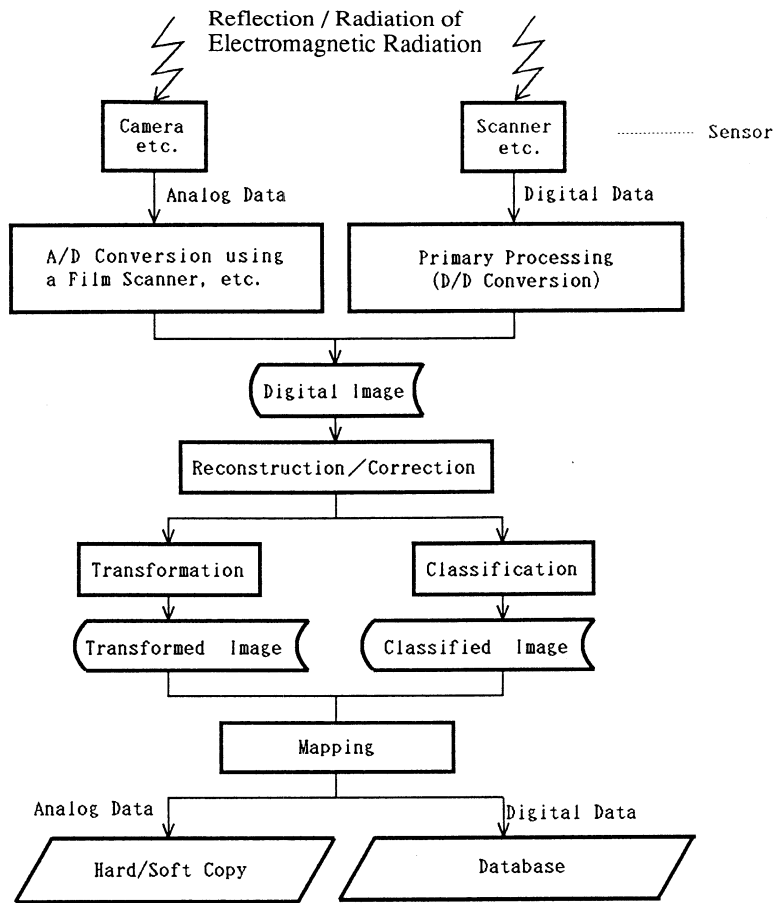 Reflection / Radiation of
Electromagnetic Radiation
Camera
etc.
Scanner
etc.
Sensor
Analog Data
Digital Data
A/D Conversion using
a Film Scanner, etc.
Primary Processing
(D/D Conversion)
Digital Image
Reconstruction／Correction
Transformation
Classification
Transformed Image
Classified Image
Mapping
Analog Data
Digital Data
Hard/Soft Copy
Database